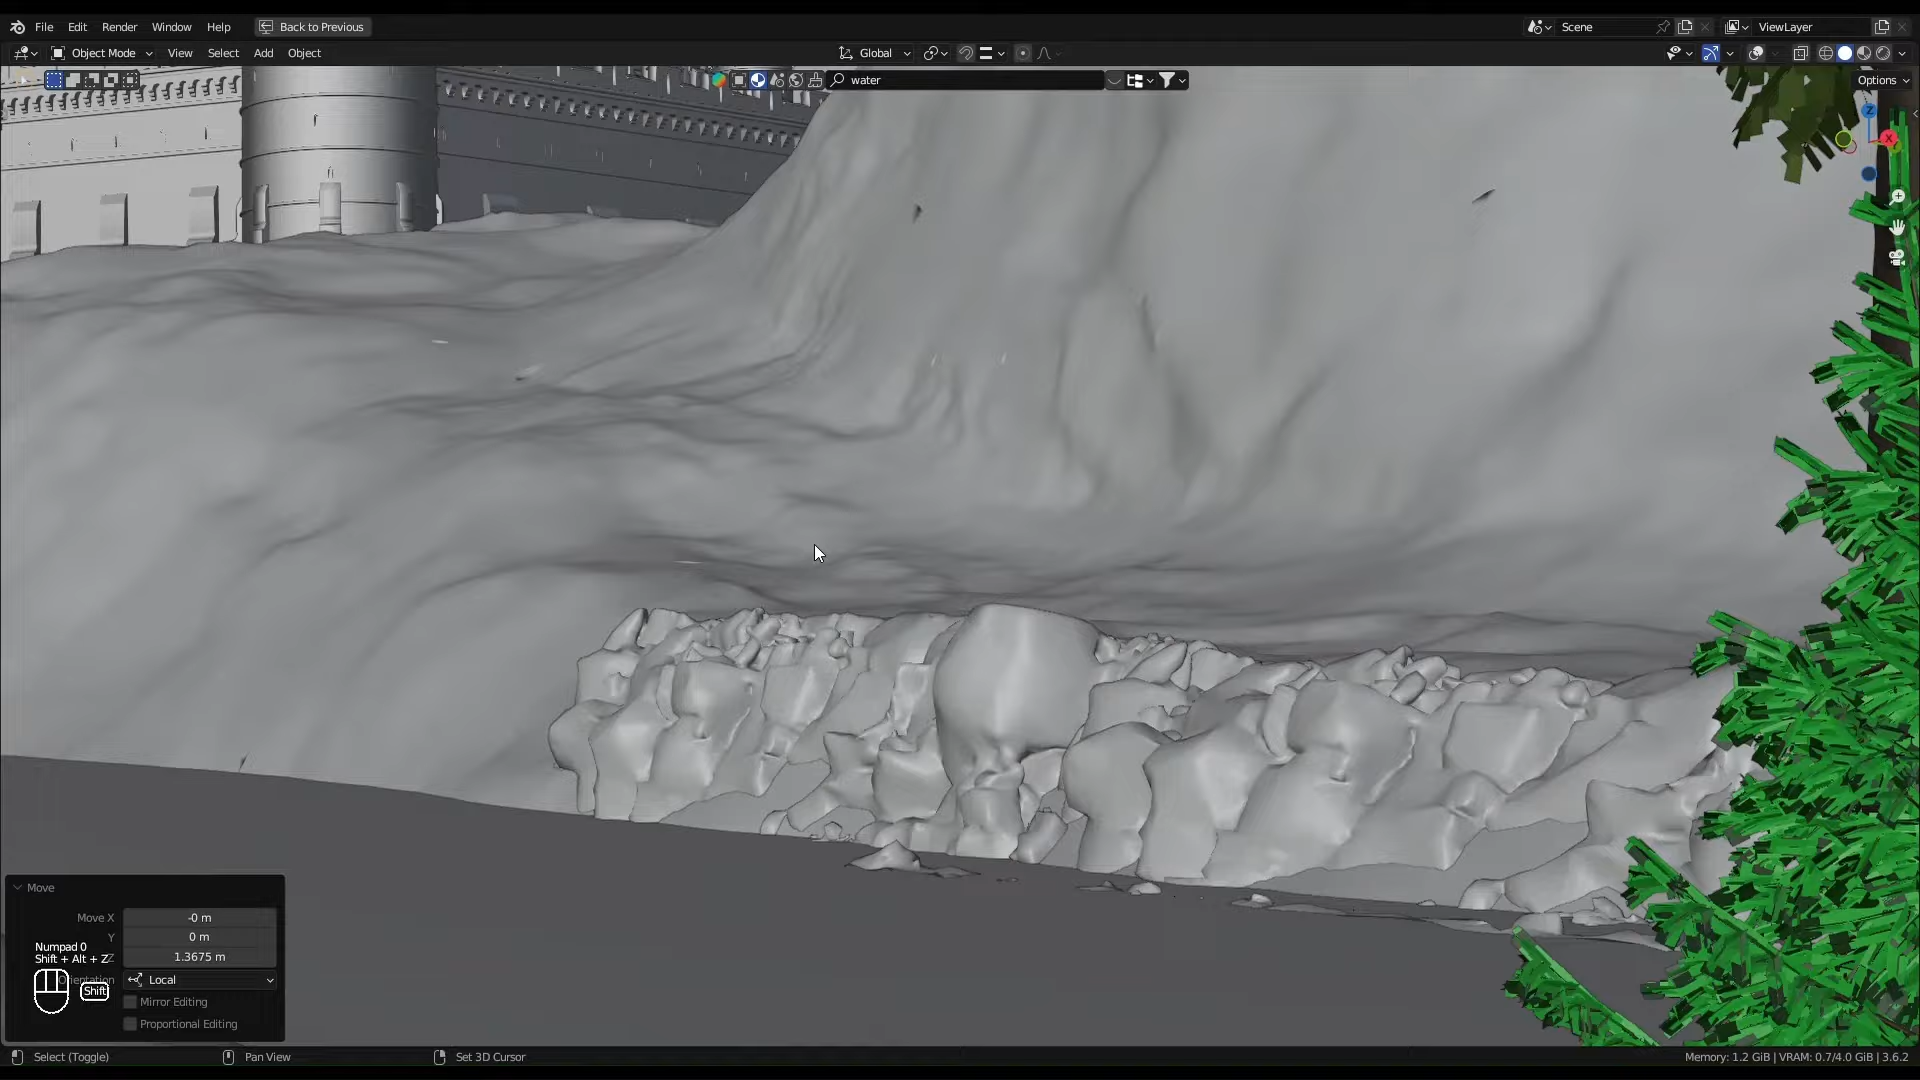 File Edit Render Window Help Back to Previous Scene ViewLayer
Object Mode View Select Add Object Global
water Options
Z
X
Move
Move X -0 m
Y 0 m
Numpad 0
Shift + Alt + Z
Z 1.3675 m
Orientation Local
Shift
Mirror Editing
Proportional Editing
Select (Toggle) Pan View Set 3D Cursor Memory: 1.2 GiB | VRAM: 0.7/4.0 GiB | 3.6.2